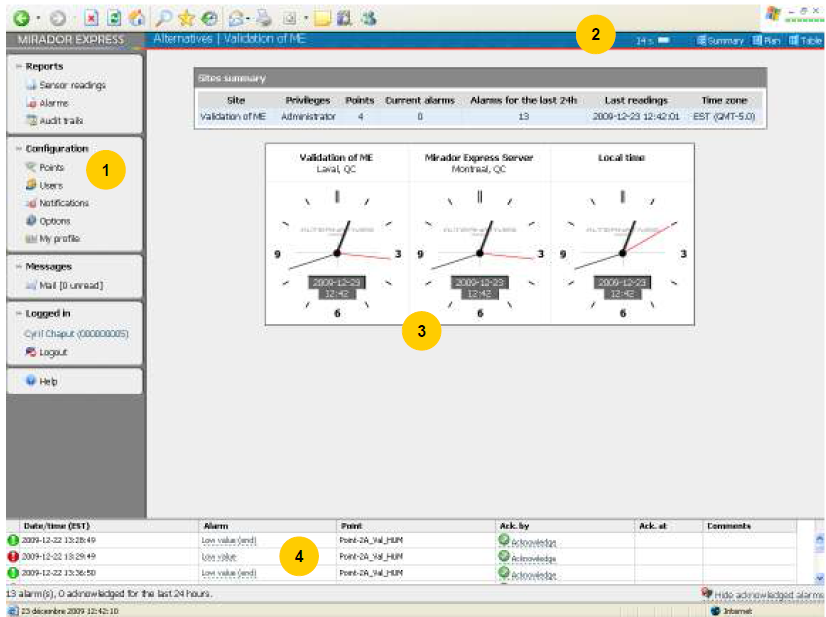 MIRADOR EXPRESS
Alternatives | Validation of ME
2
14 s.
Summary Plan Table
Reports
Sensor readings
Alarms
Audit trails
Configuration
Points
1
Users
Notifications
Options
My profile
Messages
Mail [0 unread]
Logged in
Cyril Chaput (000000005)
Logout
Help
Sites summary
Site Privileges Points Current alarms Alarms for the last 24h Last readings Time zone
Validation of ME Administrator 4 0 13 2009-12-23 12:42:01 EST (GMT-5.0)
Validation of ME
Laval, QC
9 3
2009-12-23
12:42
6
Mirador Express Server
Montreal, QC
9 3
2009-12-23
12:42
6
Local time
9 3
2009-12-23
12:42
6
3
Date/time (EST) Alarm Point Ack. by Ack. at Comments
2009-12-22 13:28:49 Low value (end) Point-2A_Val_HUM Acknowledge
2009-12-22 13:29:49 Low value Point-2A_Val_HUM Acknowledge
4
2009-12-22 13:36:50 Low value (end) Point-2A_Val_HUM Acknowledge
13 alarm(s), 0 acknowledged for the last 24 hours.
Hide acknowledged alarms
23 décembre 2009 12:42:10
Internet